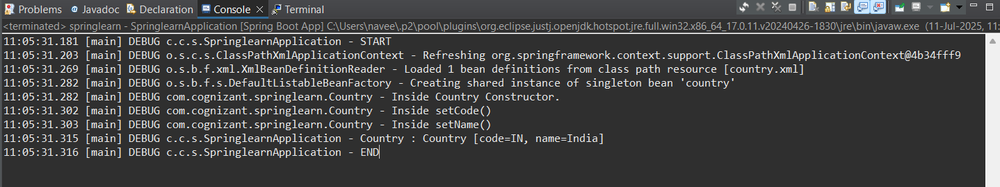 Problems @ Javadoc Declaration Console Terminal
<terminated> springlearn - SpringlearnApplication [Spring Boot App] C:\Users\navee\.p2\pool\plugins\org.eclipse.justj.openjdk.hotspot.jre.full.win32.x86_64_17.0.11.v20240426-1830\jre\bin\javaw.exe (11-Jul-2025, 11:
11:05:31.181 [main] DEBUG c.c.s.SpringlearnApplication - START
11:05:31.203 [main] DEBUG o.s.c.s.ClassPathXmlApplicationContext - Refreshing org.springframework.context.support.ClassPathXmlApplicationContext@4b34fff9
11:05:31.269 [main] DEBUG o.s.b.f.xml.XmlBeanDefinitionReader - Loaded 1 bean definitions from class path resource [country.xml]
11:05:31.282 [main] DEBUG o.s.b.f.s.DefaultListableBeanFactory - Creating shared instance of singleton bean 'country'
11:05:31.282 [main] DEBUG com.cognizant.springlearn.Country - Inside Country Constructor.
11:05:31.302 [main] DEBUG com.cognizant.springlearn.Country - Inside setCode()
11:05:31.303 [main] DEBUG com.cognizant.springlearn.Country - Inside setName()
11:05:31.315 [main] DEBUG c.c.s.SpringlearnApplication - Country : Country [code=IN, name=India]
11:05:31.316 [main] DEBUG c.c.s.SpringlearnApplication - END